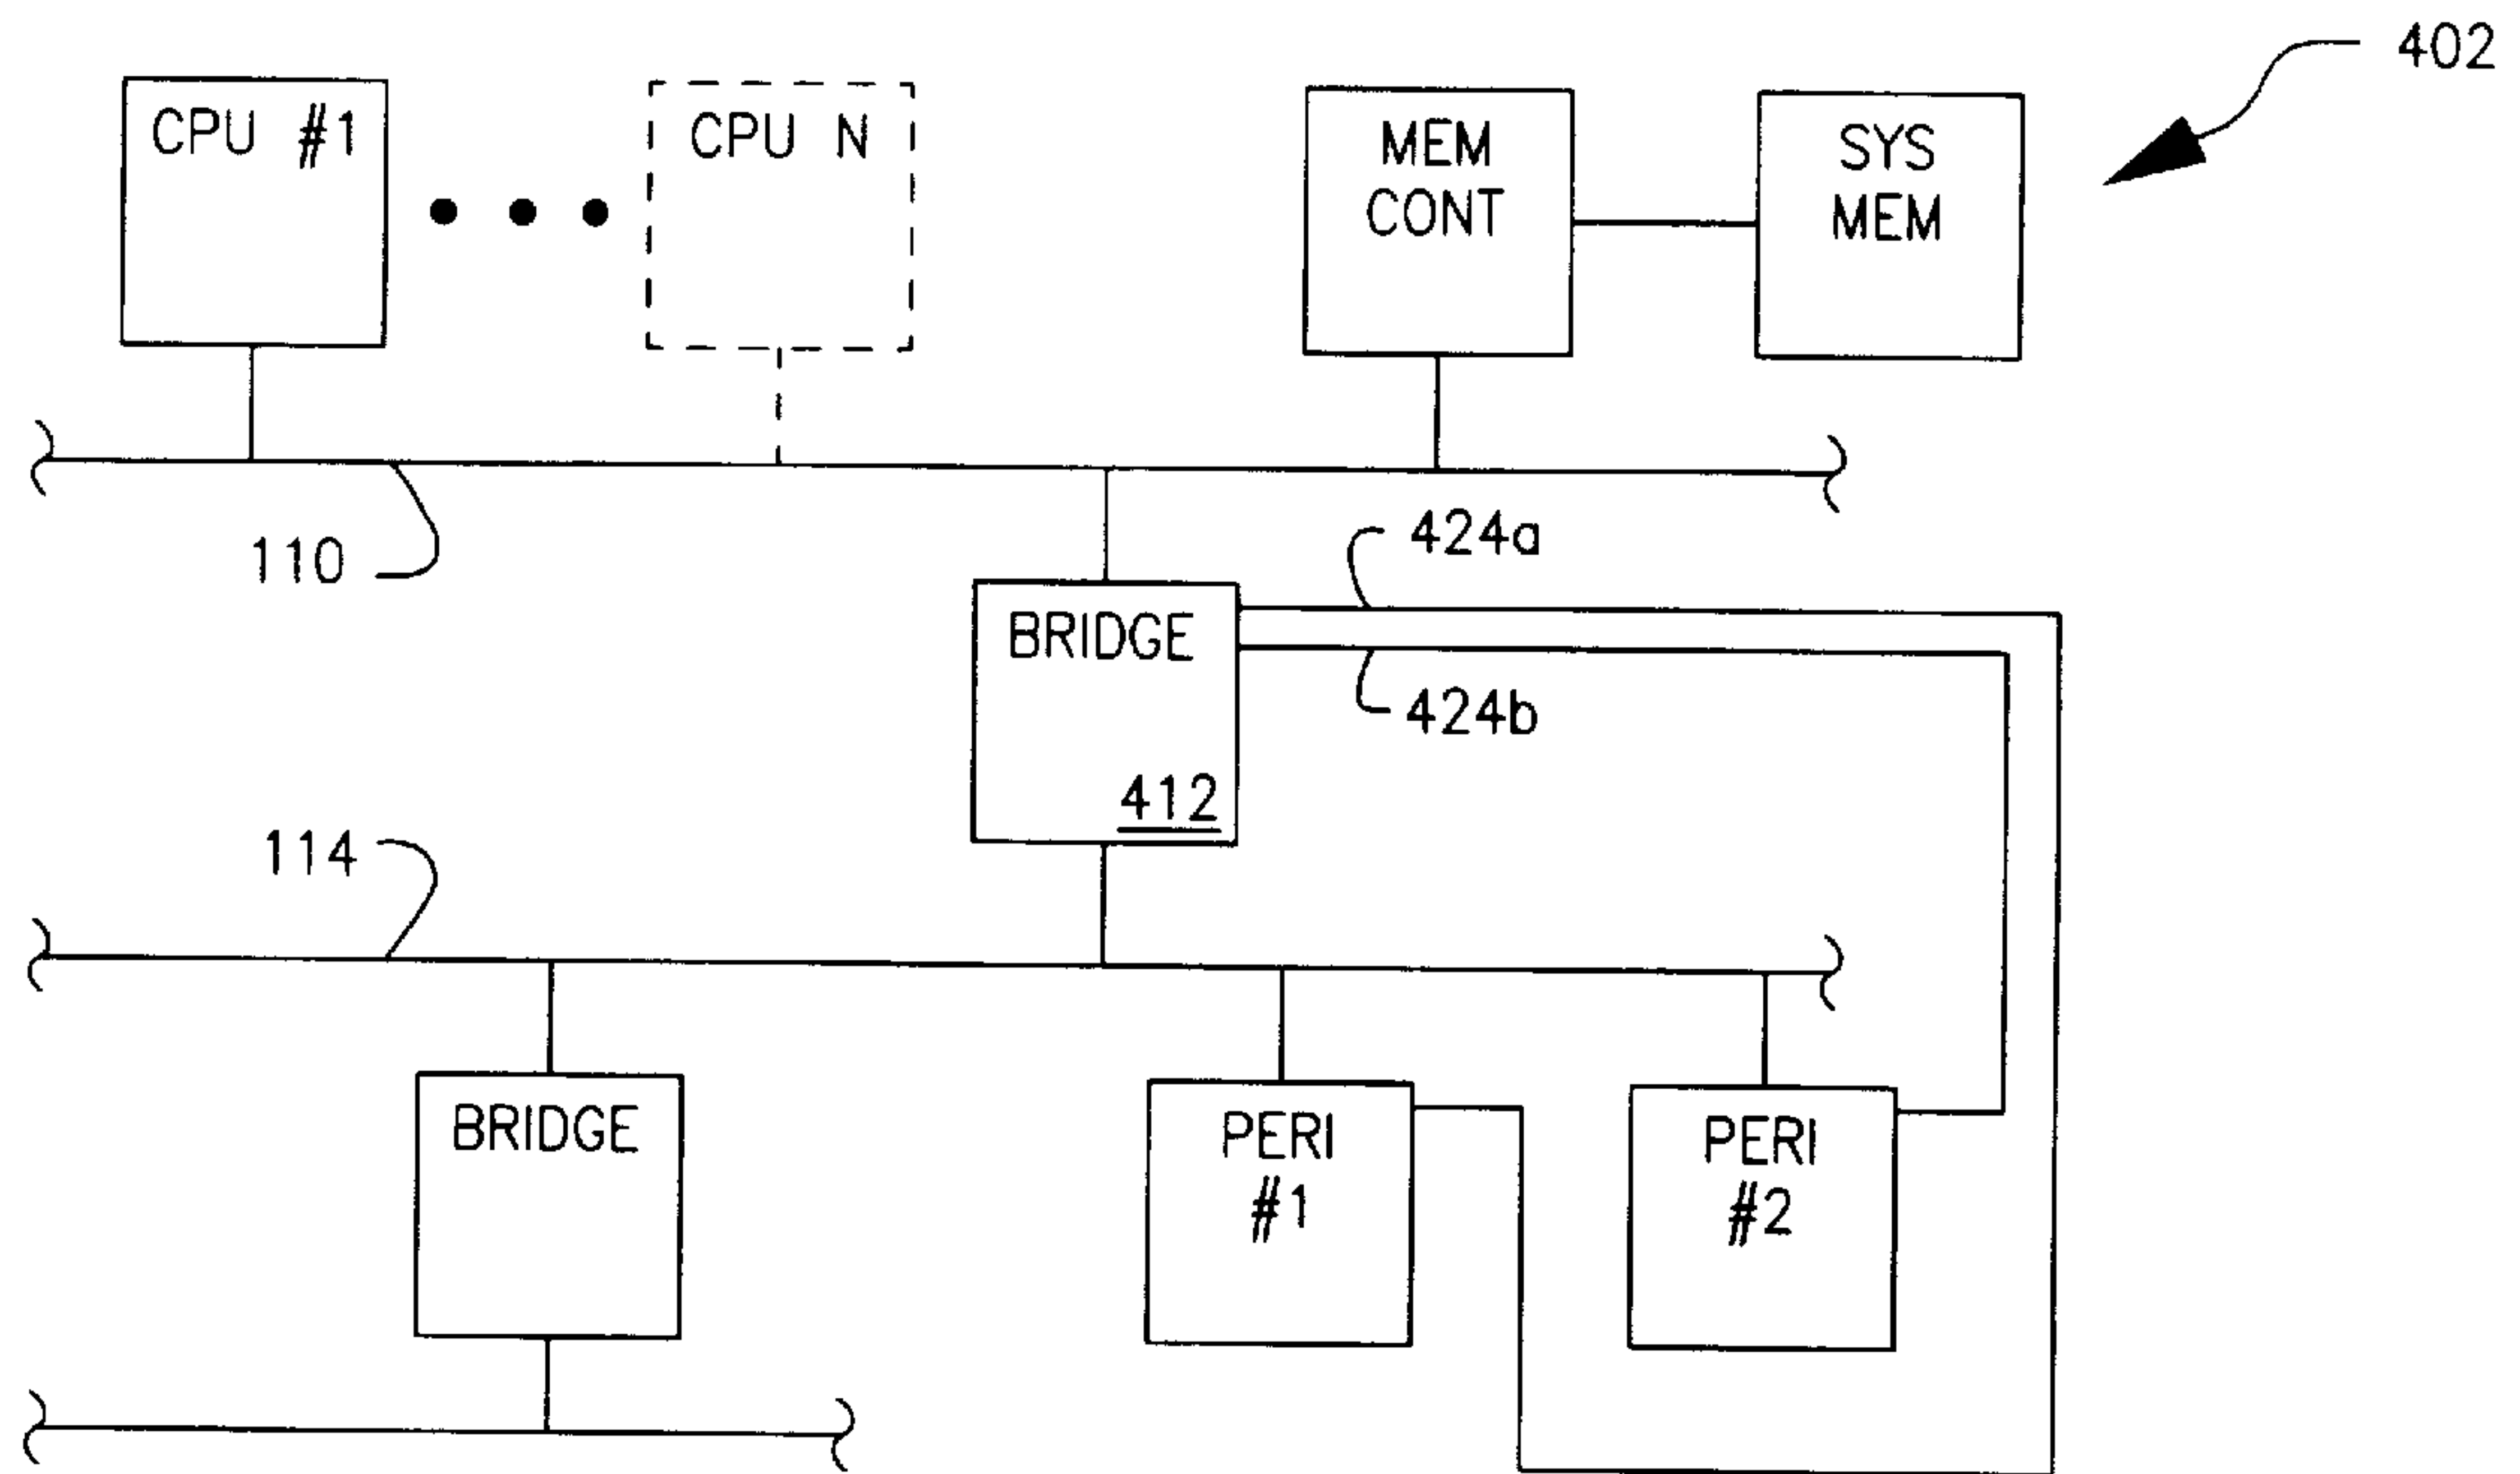 402
CPU #1
CPU N
MEM
CONT
SYS
MEM
110
424a
BRIDGE
424b
412
114
BRIDGE
PERI
#1
PERI
#2